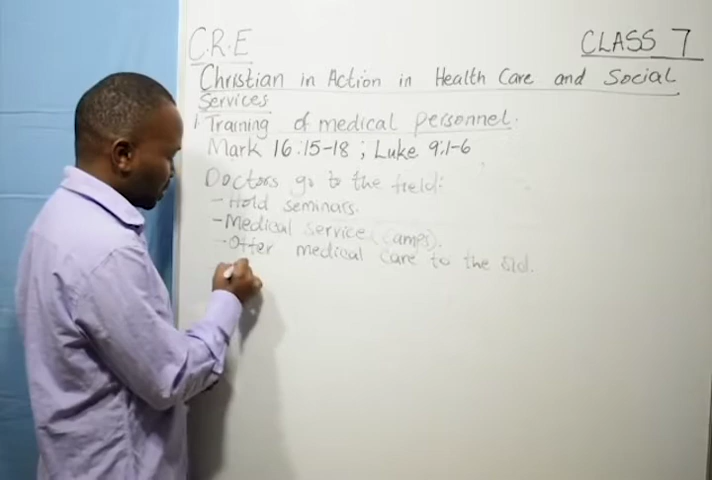 C.R.E
CLASS 7
Christian in Action in Health Care and Social
Services
1. Training of medical personnel.
Mark 16:15-18 ; Luke 9:1-6
Doctors go to the field:
- Hold seminars.
- Medical service (amps).
- Offer medical care to the old.